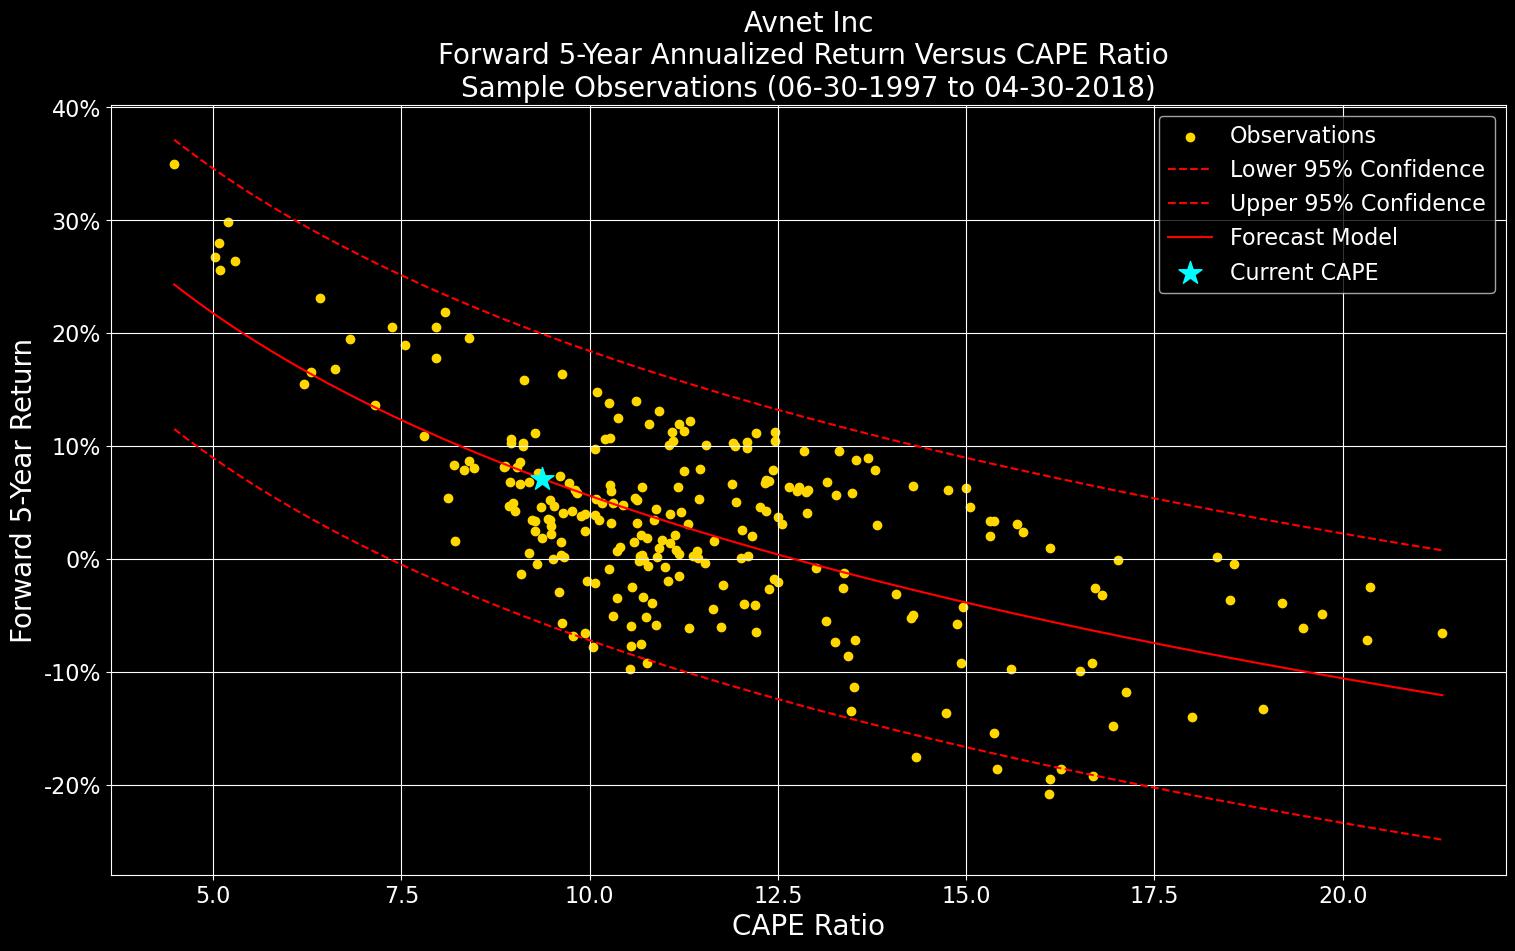 Avnet Inc
Forward 5-Year Annualized Return Versus CAPE Ratio
Sample Observations (06-30-1997 to 04-30-2018)
Observations
Lower 95% Confidence
Upper 95% Confidence
Forecast Model
Current CAPE
Forward 5-Year Return
40%
30%
20%
10%
0%
-10%
-20%
5.0 7.5 10.0 12.5 15.0 17.5 20.0
CAPE Ratio